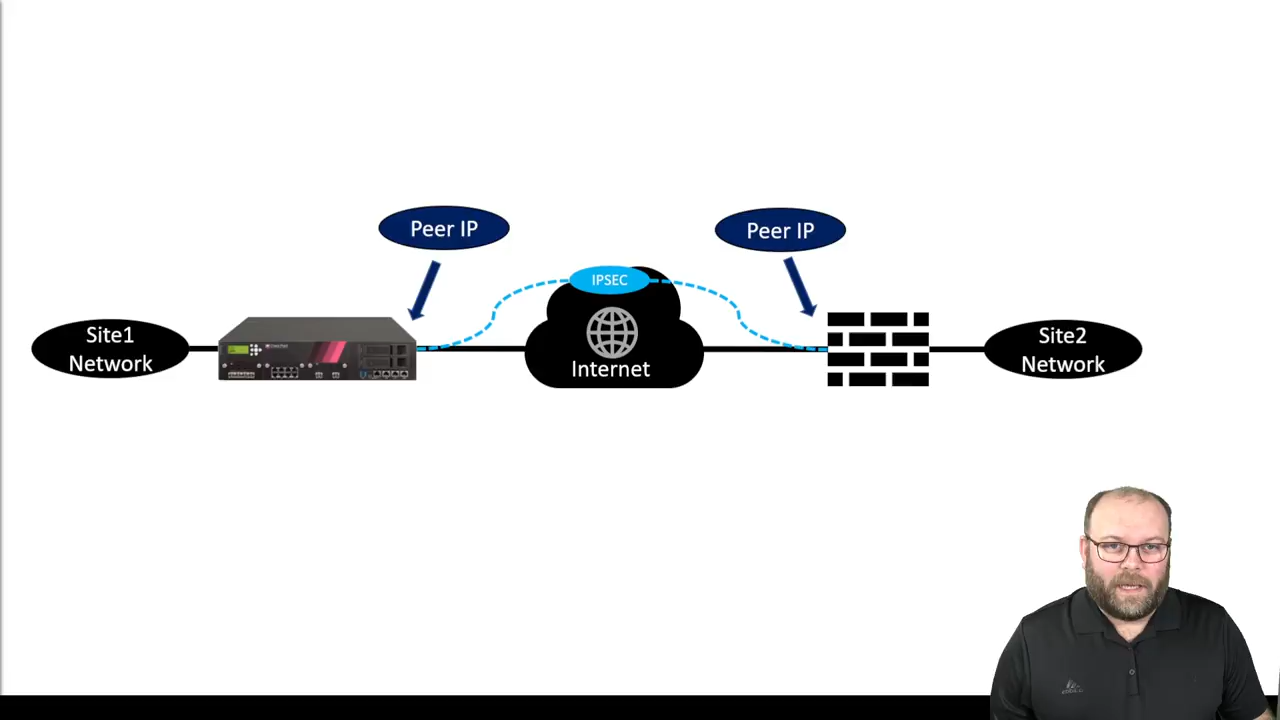 Peer IP
Peer IP
IPSEC
Site1
Network
Internet
Site2
Network